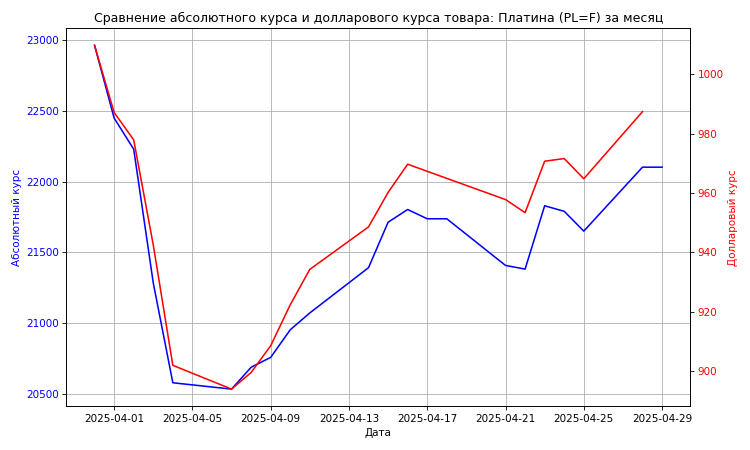 Сравнение абсолютного курса и долларового курса товара: Платина (PL=F) за месяц
Абсолютный курс
23000
22500
22000
21500
21000
20500
1000
980
960
940
920
900
Долларовый курс
2025-04-01 2025-04-05 2025-04-09 2025-04-13 2025-04-17 2025-04-21 2025-04-25 2025-04-29
Дата